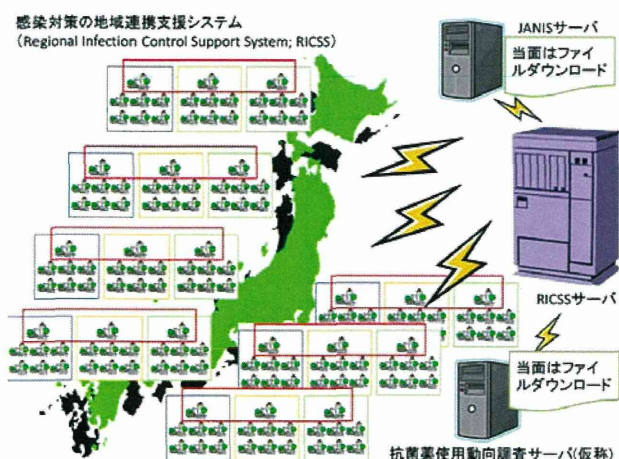 感染対策の地域連携支援システム
(Regional Infection Control Support System; RICSS)
JANISサーバ
当面はファイ
ルダウンロード
RICSSサーバ
当面はファイ
ルダウンロード
抗菌薬使用動向調査サーバ(仮称)